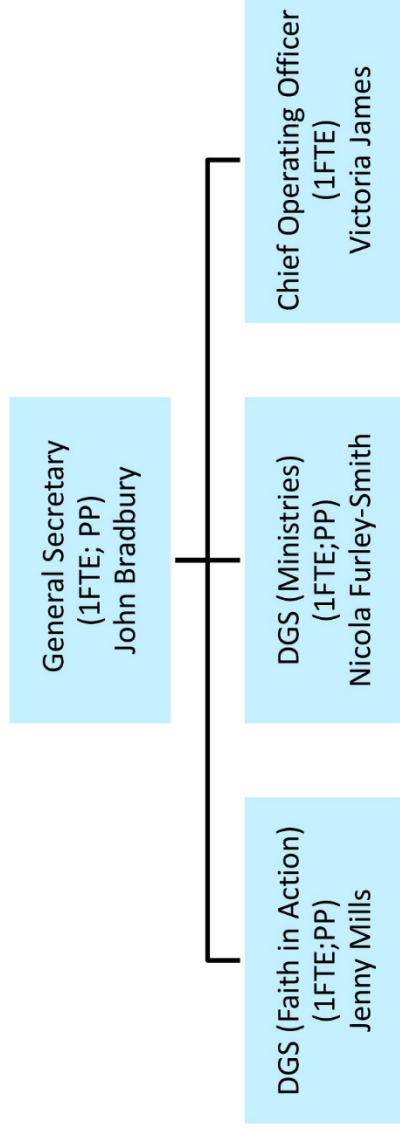 General Secretary
(1FTE; PP)
John Bradbury
DGS (Faith in Action)
(1FTE;PP)
Jenny Mills
DGS (Ministries)
(1FTE;PP)
Nicola Furley-Smith
Chief Operating Officer
(1FTE)
Victoria James